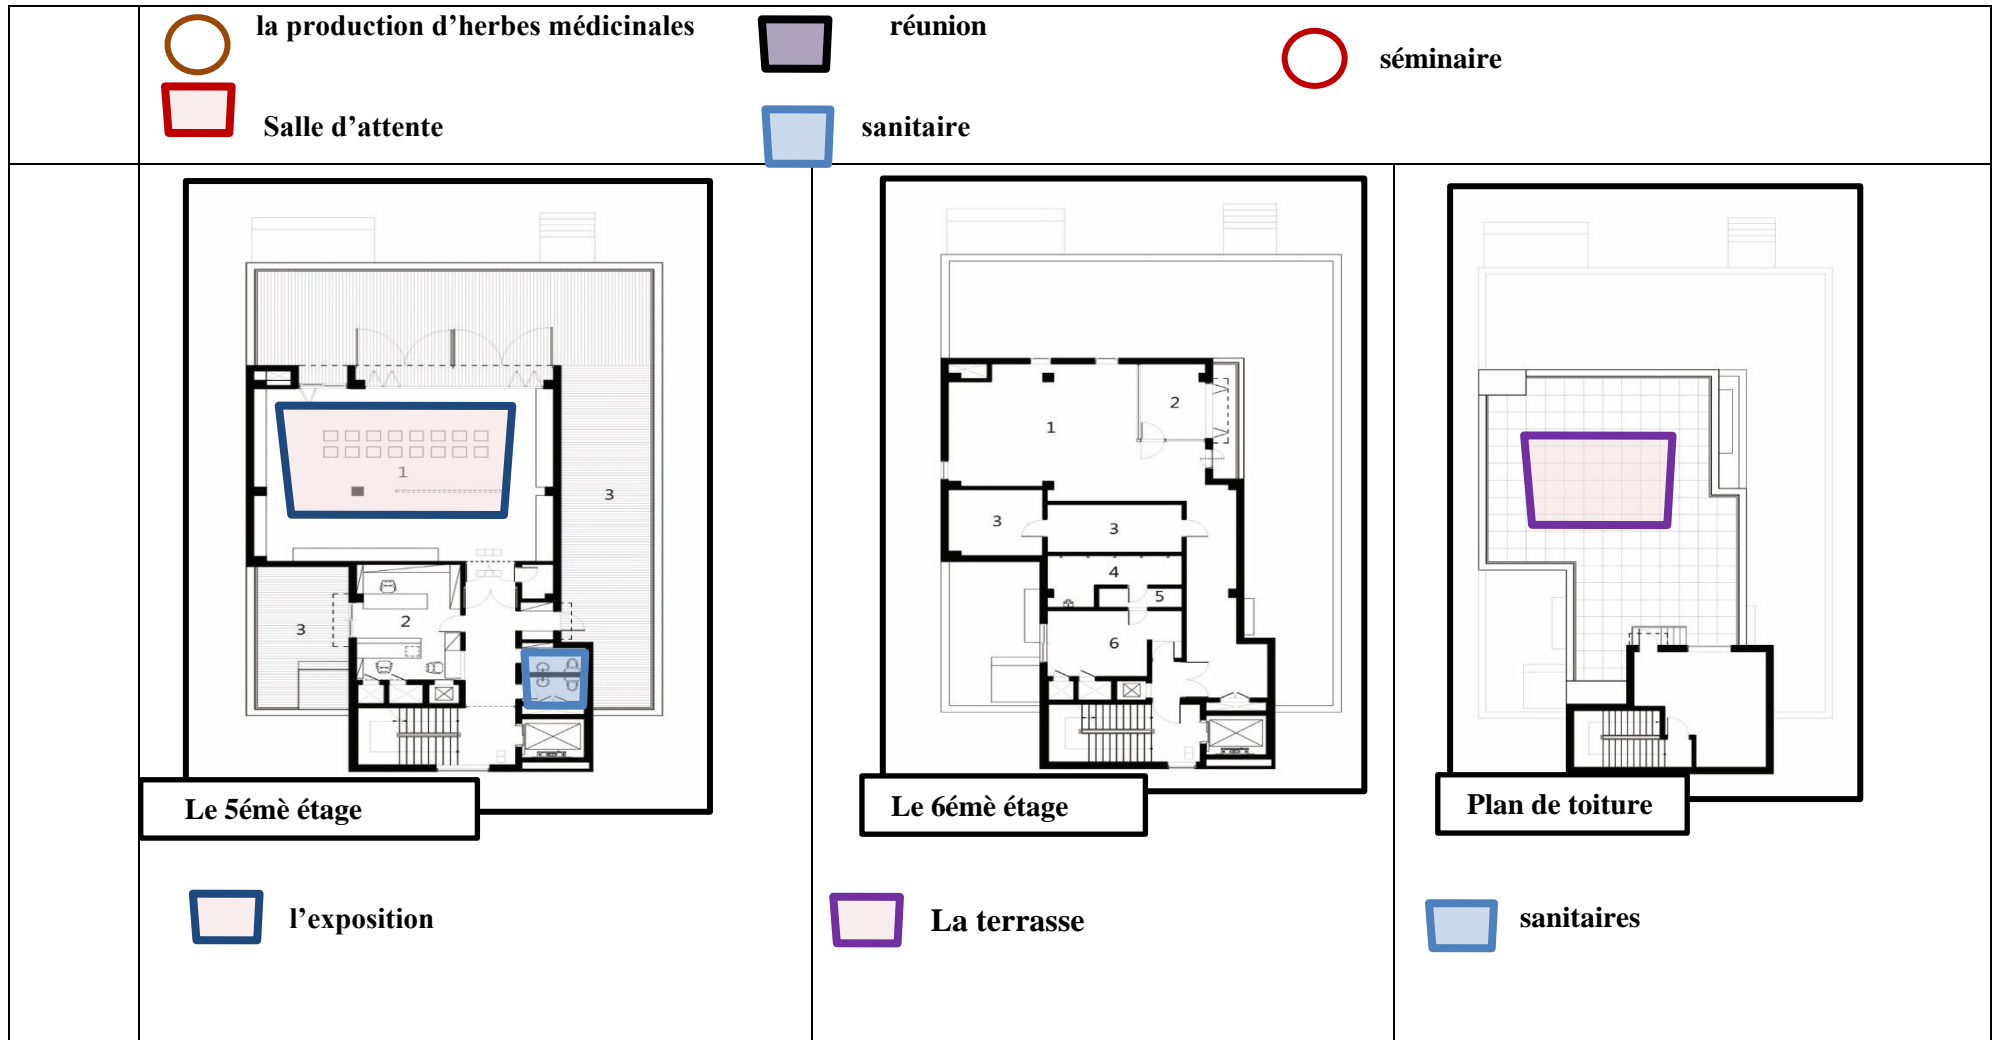 la production d’herbes médicinales
réunion
séminaire
Salle d’attente
sanitaire
1
2
3
3
Le 5émè étage
1
2
3
3
4
5
6
Le 6émè étage
Plan de toiture
l’exposition
La terrasse
sanitaires